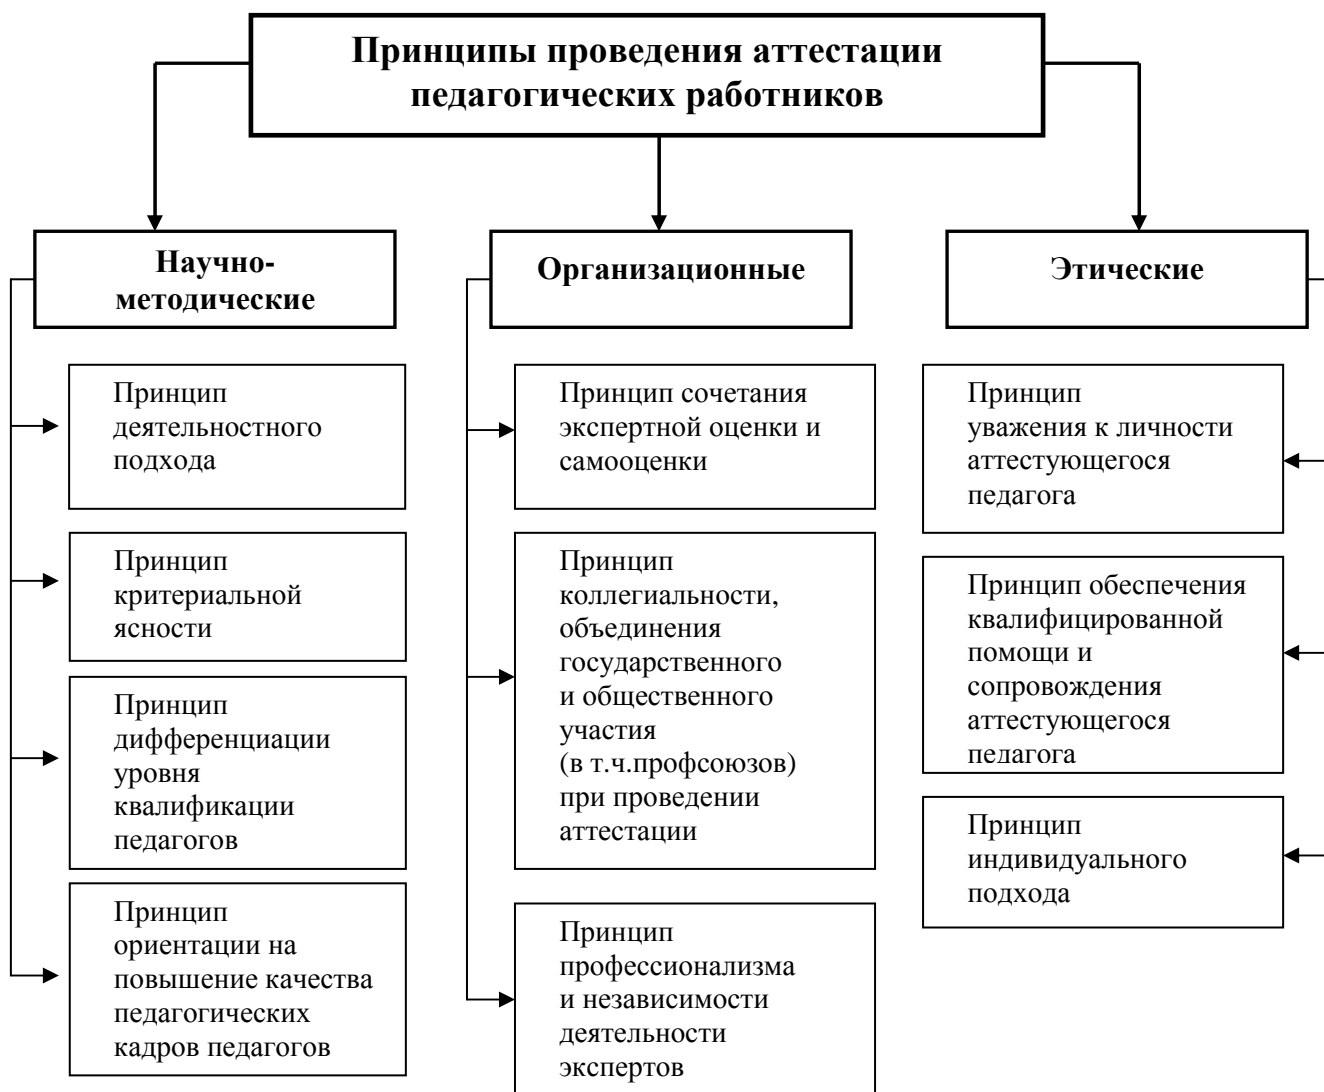 Принципы проведения аттестации
педагогических работников
Научно-
методические
Принцип
деятельностного
подхода
Принцип
критериальной
ясности
Принцип
дифференциации
уровня
квалификации
педагогов
Принцип
ориентации на
повышение качества
педагогических
кадров педагогов
Организационные
Принцип сочетания
экспертной оценки и
самооценки
Принцип
коллегиальности,
объединения
государственного
и общественного
участия
(в т.ч.профсоюзов)
при проведении
аттестации
Принцип
профессионализма
и независимости
деятельности
экспертов
Этические
Принцип
уважения к личности
аттестующегося
педагога
Принцип обеспечения
квалифицированной
помощи и
сопровождения
аттестующегося
педагога
Принцип
индивидуального
подхода